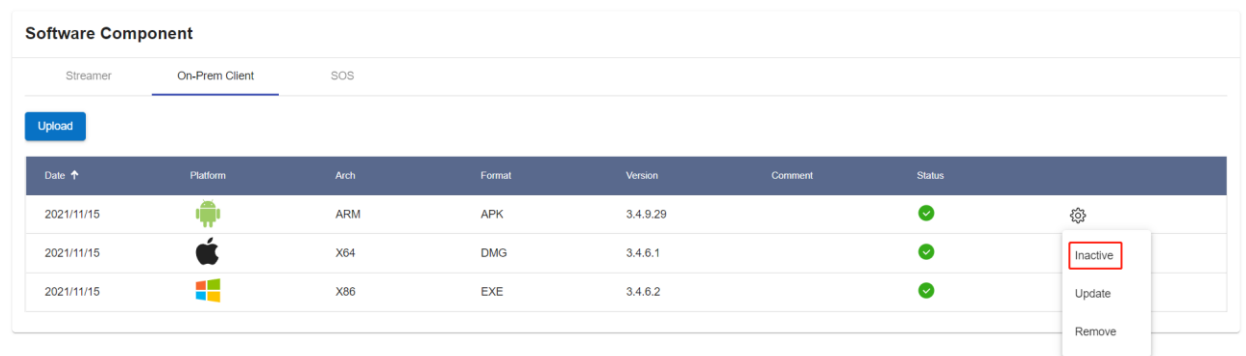 Software Component
Streamer On-Prem Client SOS
Upload
Date Platform Arch Format Version Comment Status
2021/11/15 ARM APK 3.4.9.29
2021/11/15 X64 DMG 3.4.6.1
Inactive
2021/11/15 X86 EXE 3.4.6.2
Update
Remove